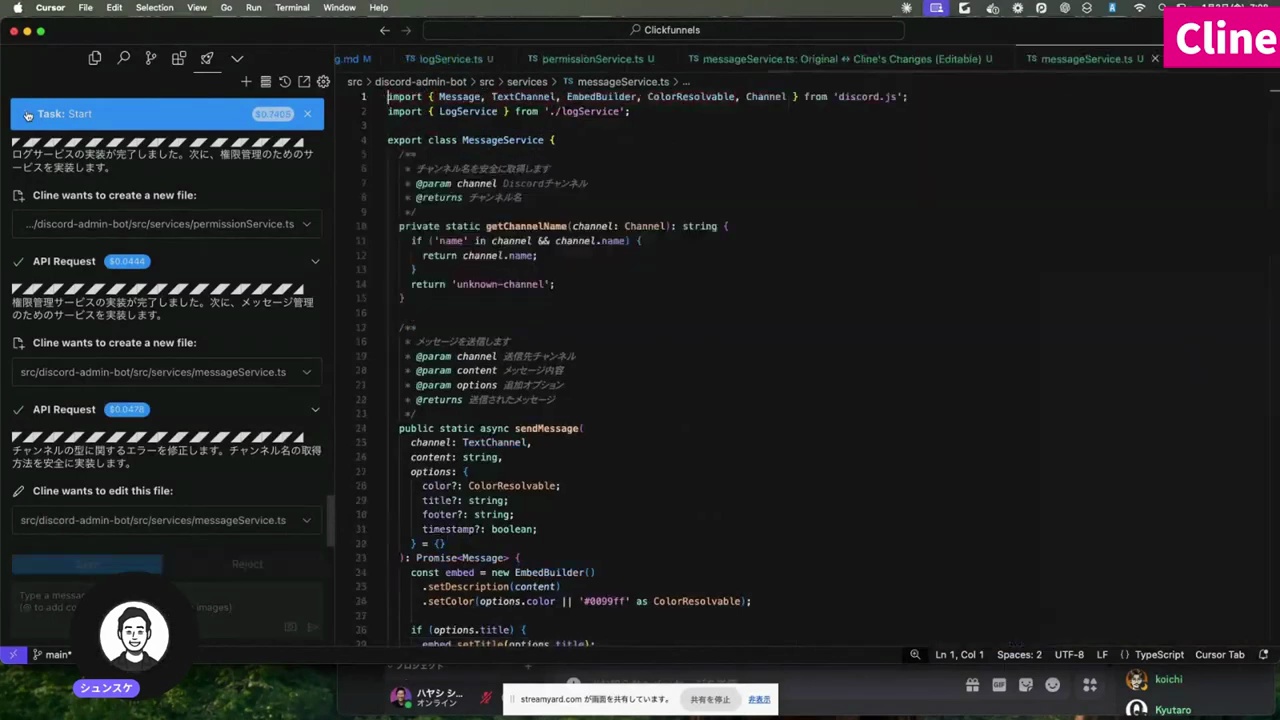 Cursor File Edit Selection View Go Run Terminal Window Help
Cline
Clickfunnels
ng.md M
logService.ts U
permissionService.ts U
messageService.ts: Original ↔ Cline's Changes (Editable) U
messageService.ts U
src > discord-admin-bot > src > services > messageService.ts > ...
Task: Start
$0.7405
ログサービスの実装が完了しました。次に、権限管理のためのサ
ービスを実装します。
Cline wants to create a new file:
.../discord-admin-bot/src/services/permissionService.ts
API Request $0.0444
権限管理サービスの実装が完了しました。次に、メッセージ管理
のためのサービスを実装します。
Cline wants to create a new file:
src/discord-admin-bot/src/services/messageService.ts
API Request $0.0478
チャンネルの型に関するエラーを修正します。チャンネル名の取得
方法を安全に実装します。
Cline wants to edit this file:
src/discord-admin-bot/src/services/messageService.ts
Save
Reject
Type a messa
(@ to add co
images)
1 import { Message, TextChannel, EmbedBuilder, ColorResolvable, Channel } from 'discord.js';
2 import { LogService } from './logService';
3
4 export class MessageService {
5 /**
6 * チャンネル名を安全に取得します
7 * @param channel Discordチャンネル
8 * @returns チャンネル名
9 */
10 private static getChannelName(channel: Channel): string {
11 if ('name' in channel && channel.name) {
12 return channel.name;
13 }
14 return 'unknown-channel';
15 }
16
17 /**
18 * メッセージを送信します
19 * @param channel 送信先チャンネル
20 * @param content メッセージ内容
21 * @param options 追加オプション
22 * @returns 送信されたメッセージ
23 */
24 public static async sendMessage(
25 channel: TextChannel,
26 content: string,
27 options: {
28 color?: ColorResolvable;
29 title?: string;
30 footer?: string;
31 timestamp?: boolean;
32 } = {}
33 ): Promise<Message> {
34 const embed = new EmbedBuilder()
35 .setDescription(content)
36 .setColor(options.color || '#0099ff' as ColorResolvable);
37
38 if (options.title) {
39 embed.setTitle(options.title);
main*
Ln 1, Col 1
Spaces: 2
UTF-8
LF
{} TypeScript
Cursor Tab
シュンスケ
プロジェクト
ハヤシ シ...
オンライン
streamyard.com が画面を共有しています。
共有を停止
非表示
GIF
koichi
Kyutaro